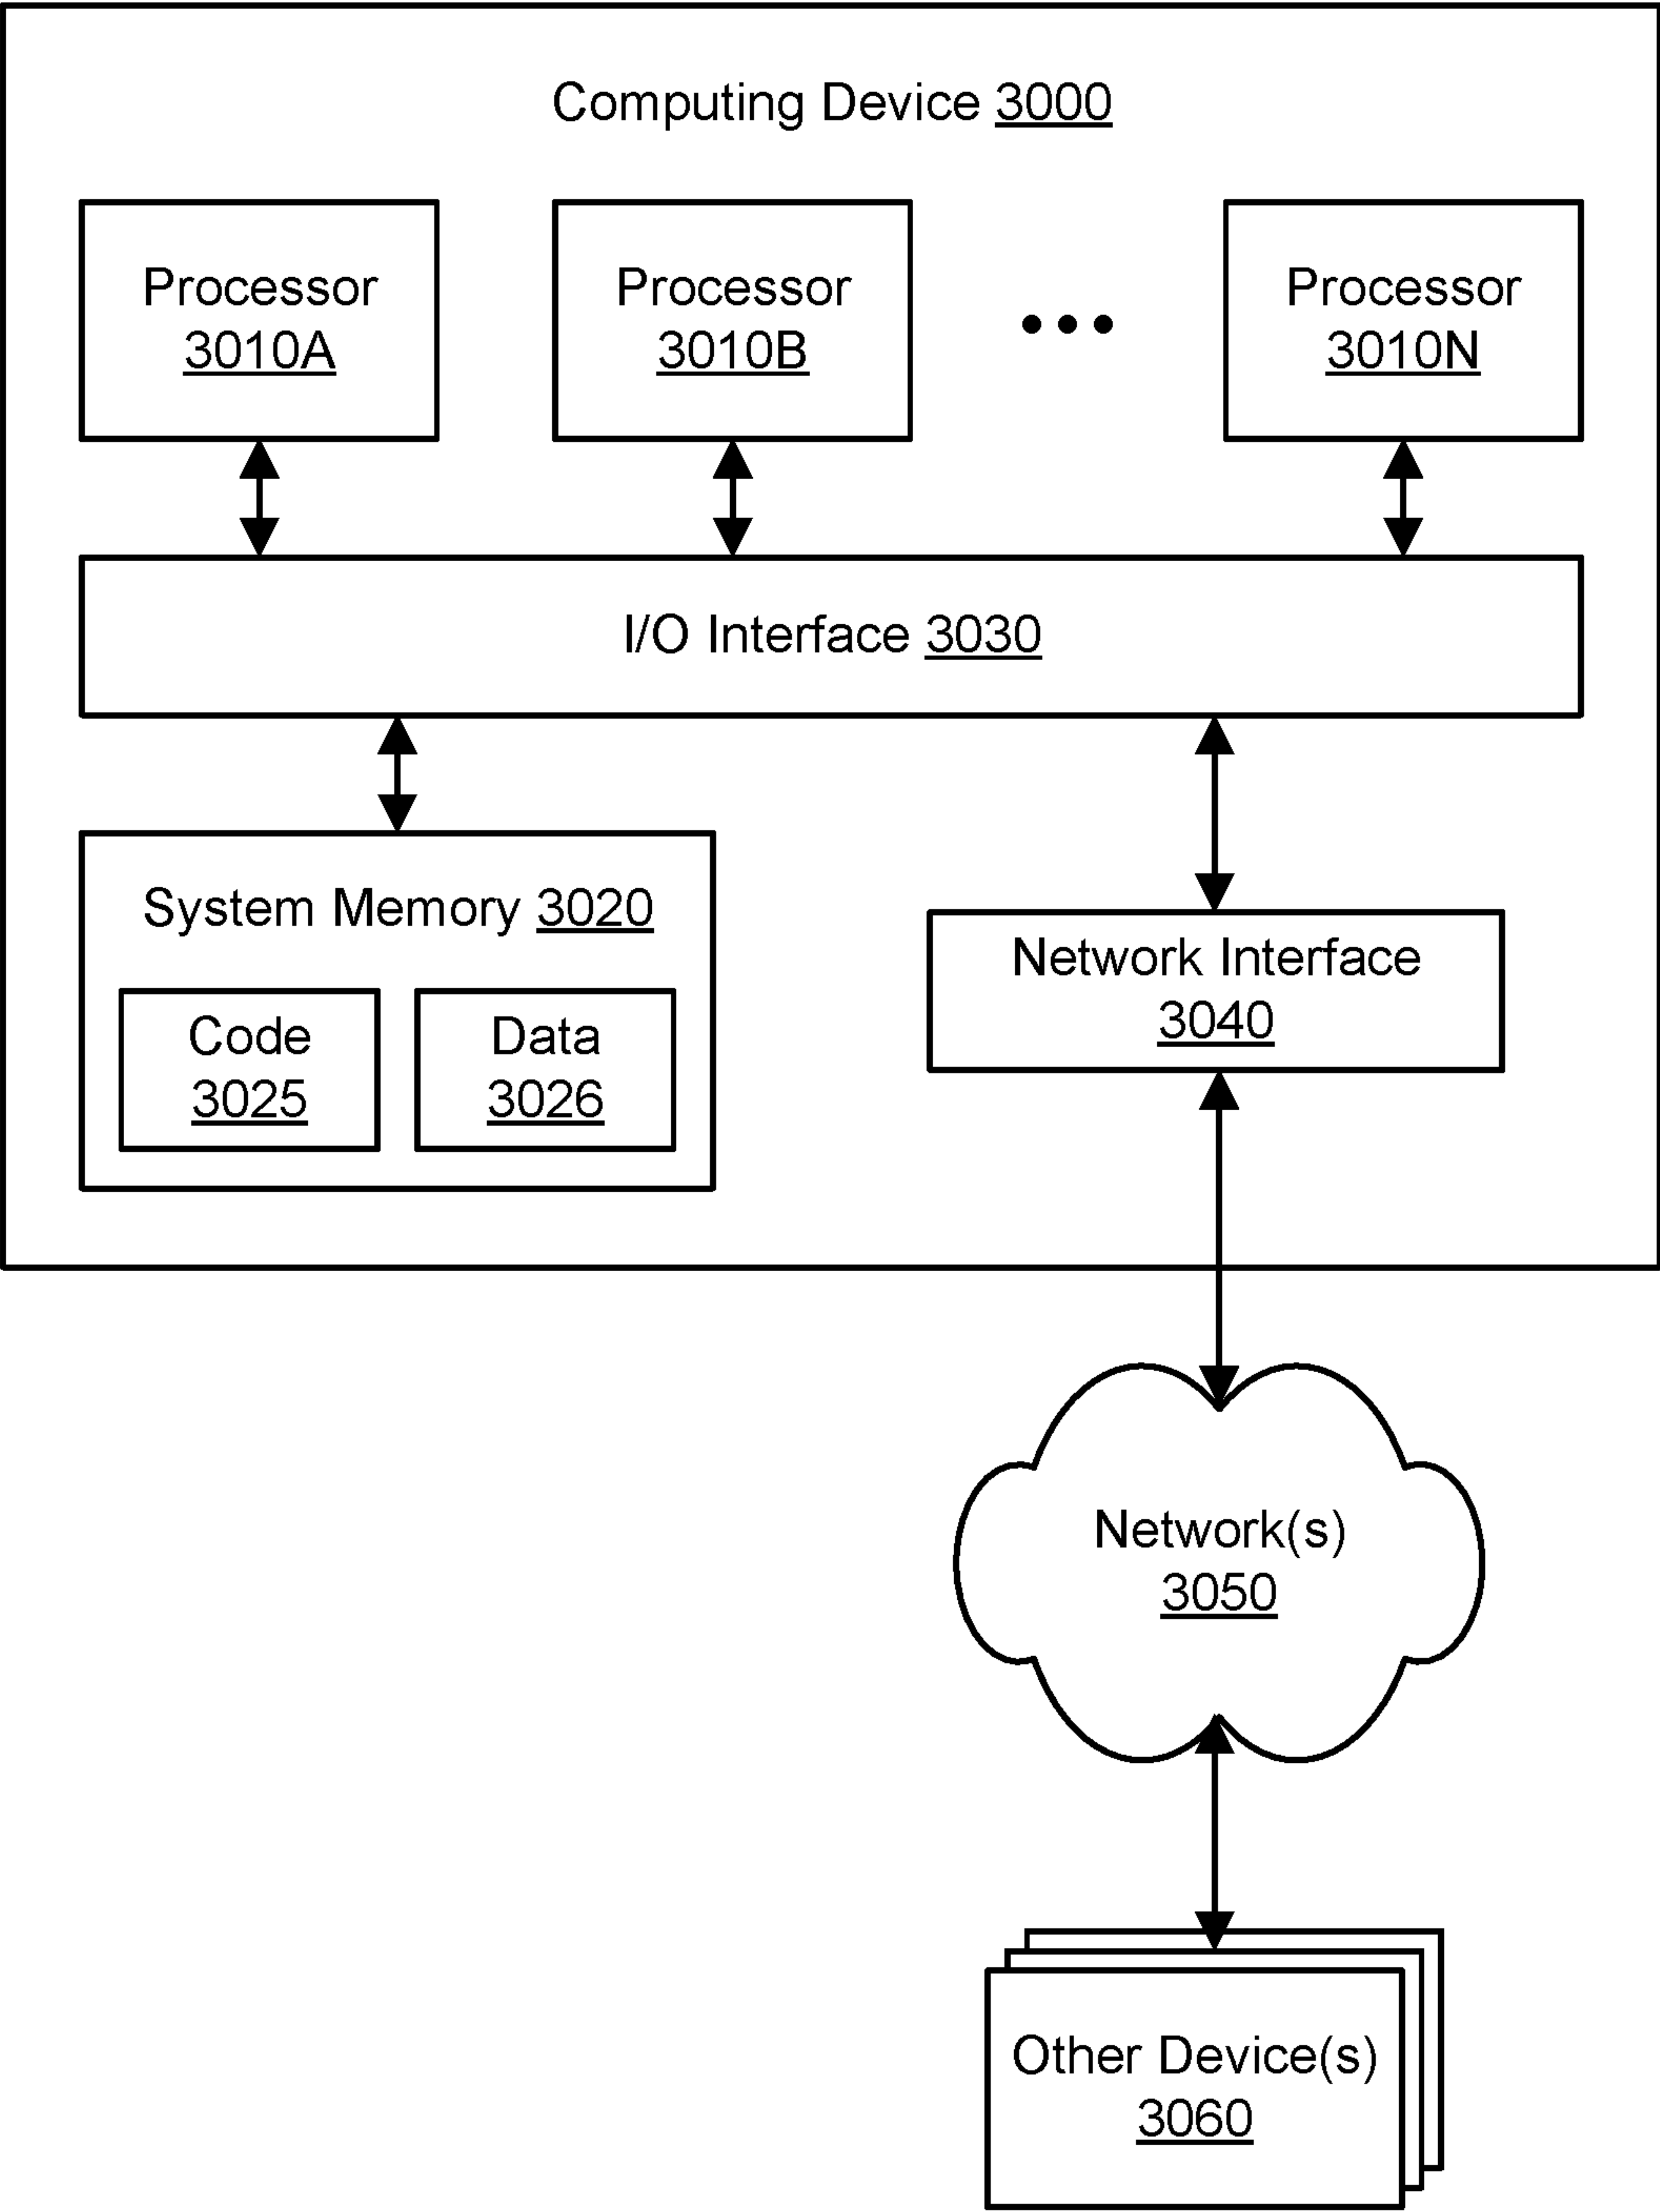 Computing Device 3000
Processor
3010A
Processor
3010B
Processor
3010N
I/O Interface 3030
System Memory 3020
Code
3025
Data
3026
Network Interface
3040
Network(s)
3050
Other Device(s)
3060